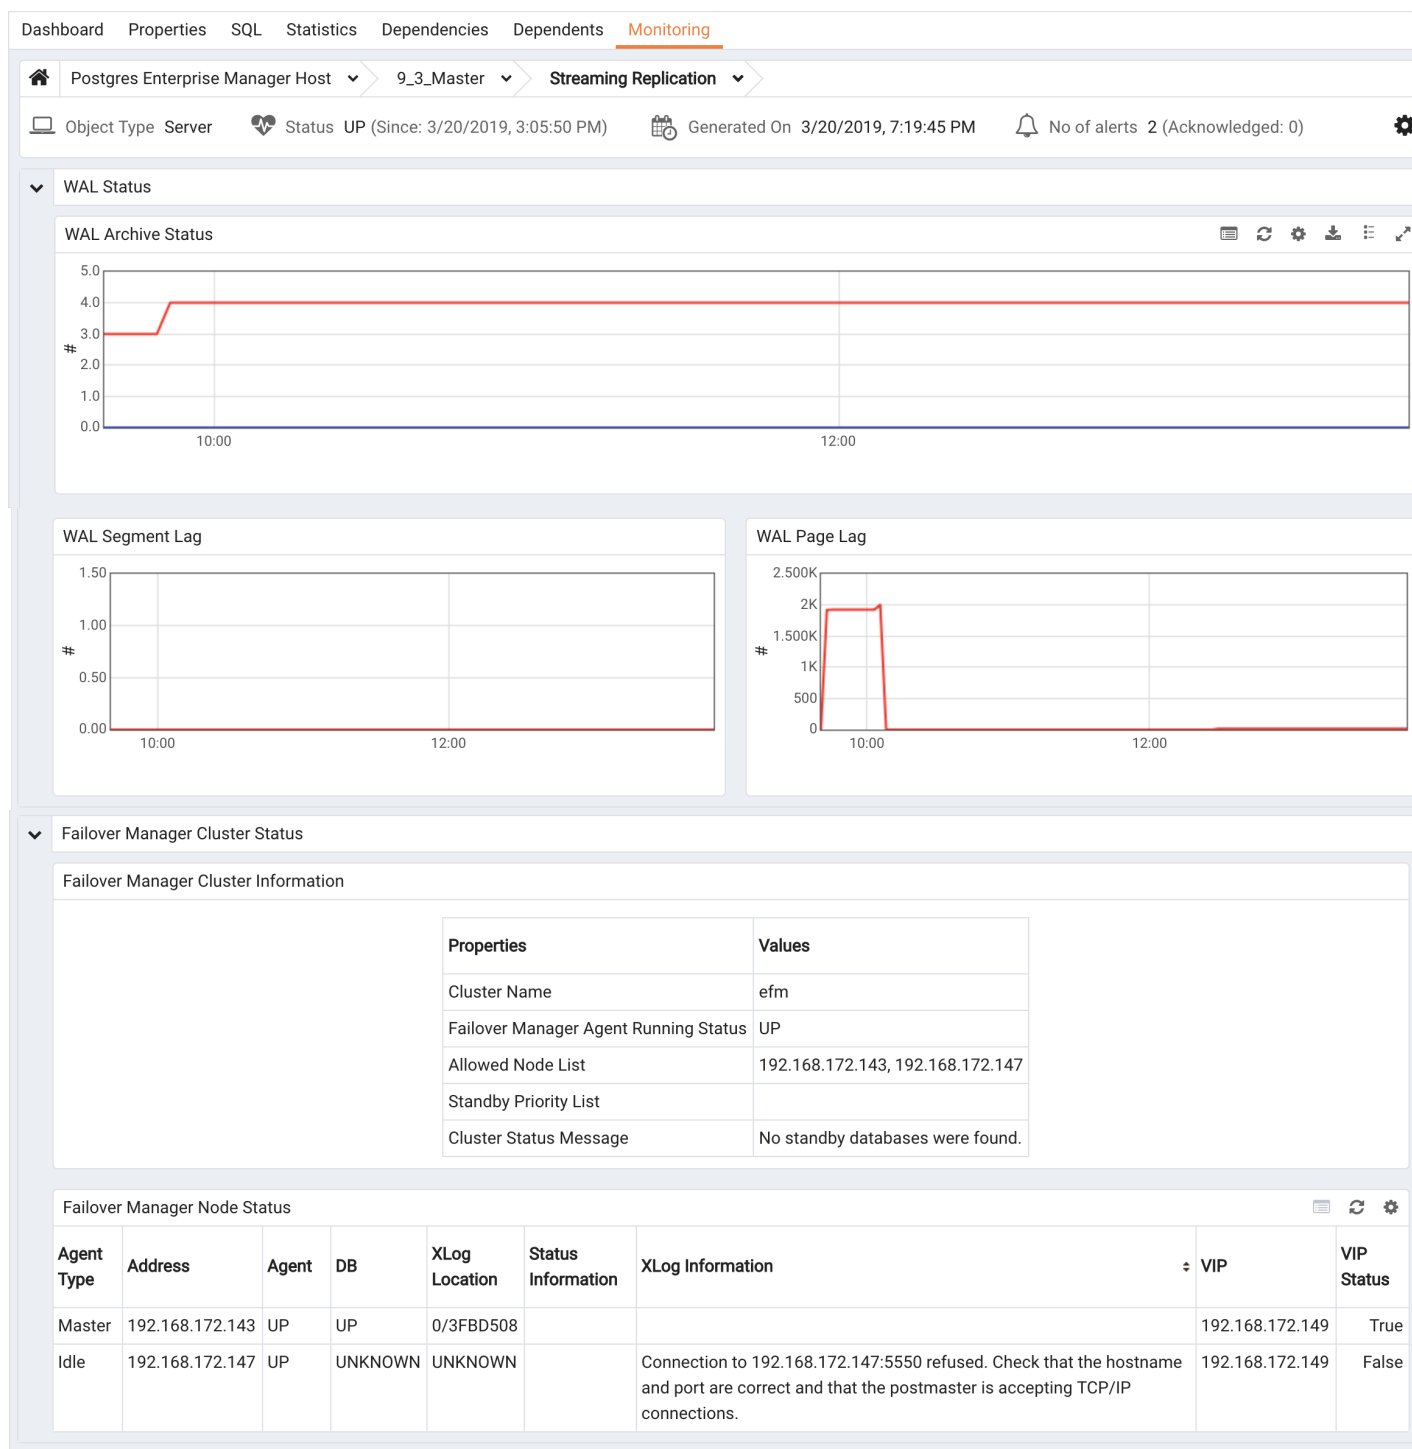 Dashboard Properties SQL Statistics Dependencies Dependents Monitoring
Postgres Enterprise Manager Host 9_3_Master Streaming Replication
Object Type Server Status UP (Since: 3/20/2019, 3:05:50 PM) Generated On 3/20/2019, 7:19:45 PM No of alerts 2 (Acknowledged: 0)
WAL Status
WAL Archive Status
5.0
4.0
3.0
#
2.0
1.0
0.0
10:00 12:00
WAL Segment Lag
1.50
1.00
#
0.50
0.00
10:00 12:00
WAL Page Lag
2.500K
2K
1.500K
#
1K
500
0
10:00 12:00
Failover Manager Cluster Status
Failover Manager Cluster Information
Properties Values
Cluster Name efm
Failover Manager Agent Running Status UP
Allowed Node List 192.168.172.143, 192.168.172.147
Standby Priority List
Cluster Status Message No standby databases were found.
Failover Manager Node Status
Agent Type Address Agent DB XLog Location Status Information XLog Information VIP VIP Status
Master 192.168.172.143 UP UP 0/3FBD508 192.168.172.149 True
Idle 192.168.172.147 UP UNKNOWN UNKNOWN Connection to 192.168.172.147:5550 refused. Check that the hostname 192.168.172.149 False
and port are correct and that the postmaster is accepting TCP/IP
connections.